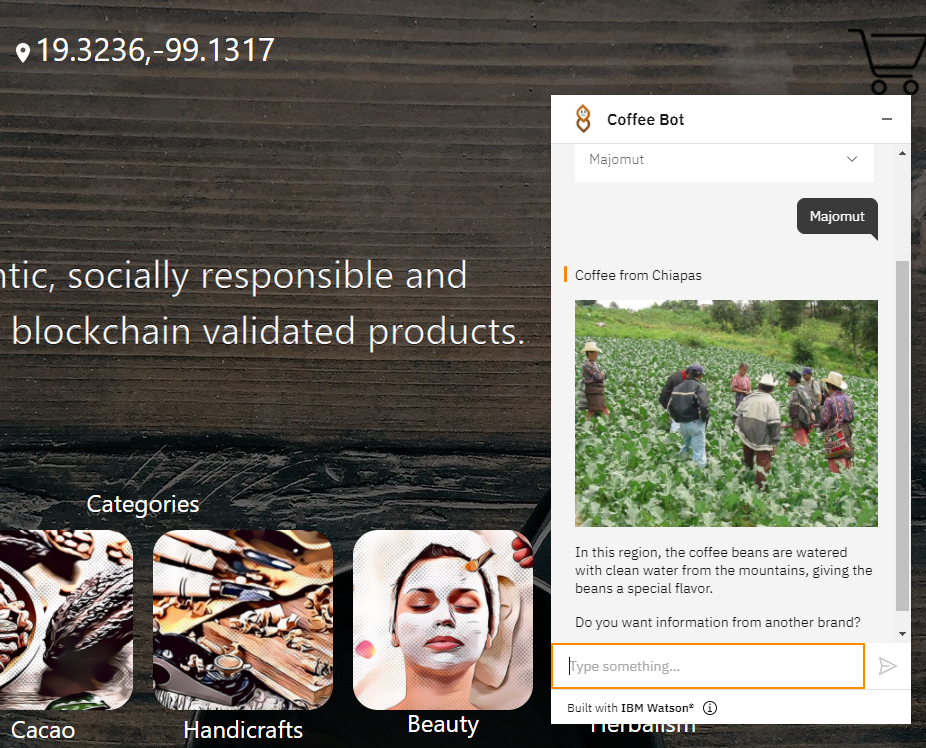 19.3236,-99.1317
ntic, socially responsible and
blockchain validated products.
Categories
Cacao
Handicrafts
Beauty
Herbalism
Coffee Bot
Majomut
Majomut
Coffee from Chiapas
In this region, the coffee beans are watered
with clean water from the mountains, giving the
beans a special flavor.
Do you want information from another brand?
Type something...
Built with IBM Watson®